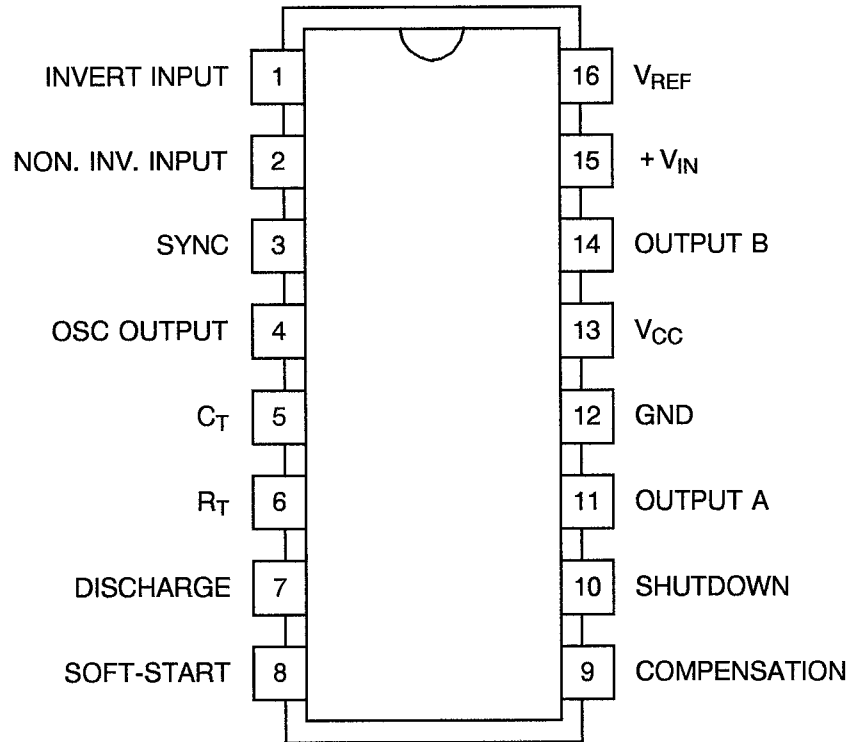 INVERT INPUT 1 16 VREF
NON. INV. INPUT 2 15 + VIN
SYNC 3 14 OUTPUT B
OSC OUTPUT 4 13 VCC
CT 5 12 GND
RT 6 11 OUTPUT A
DISCHARGE 7 10 SHUTDOWN
SOFT-START 8 9 COMPENSATION